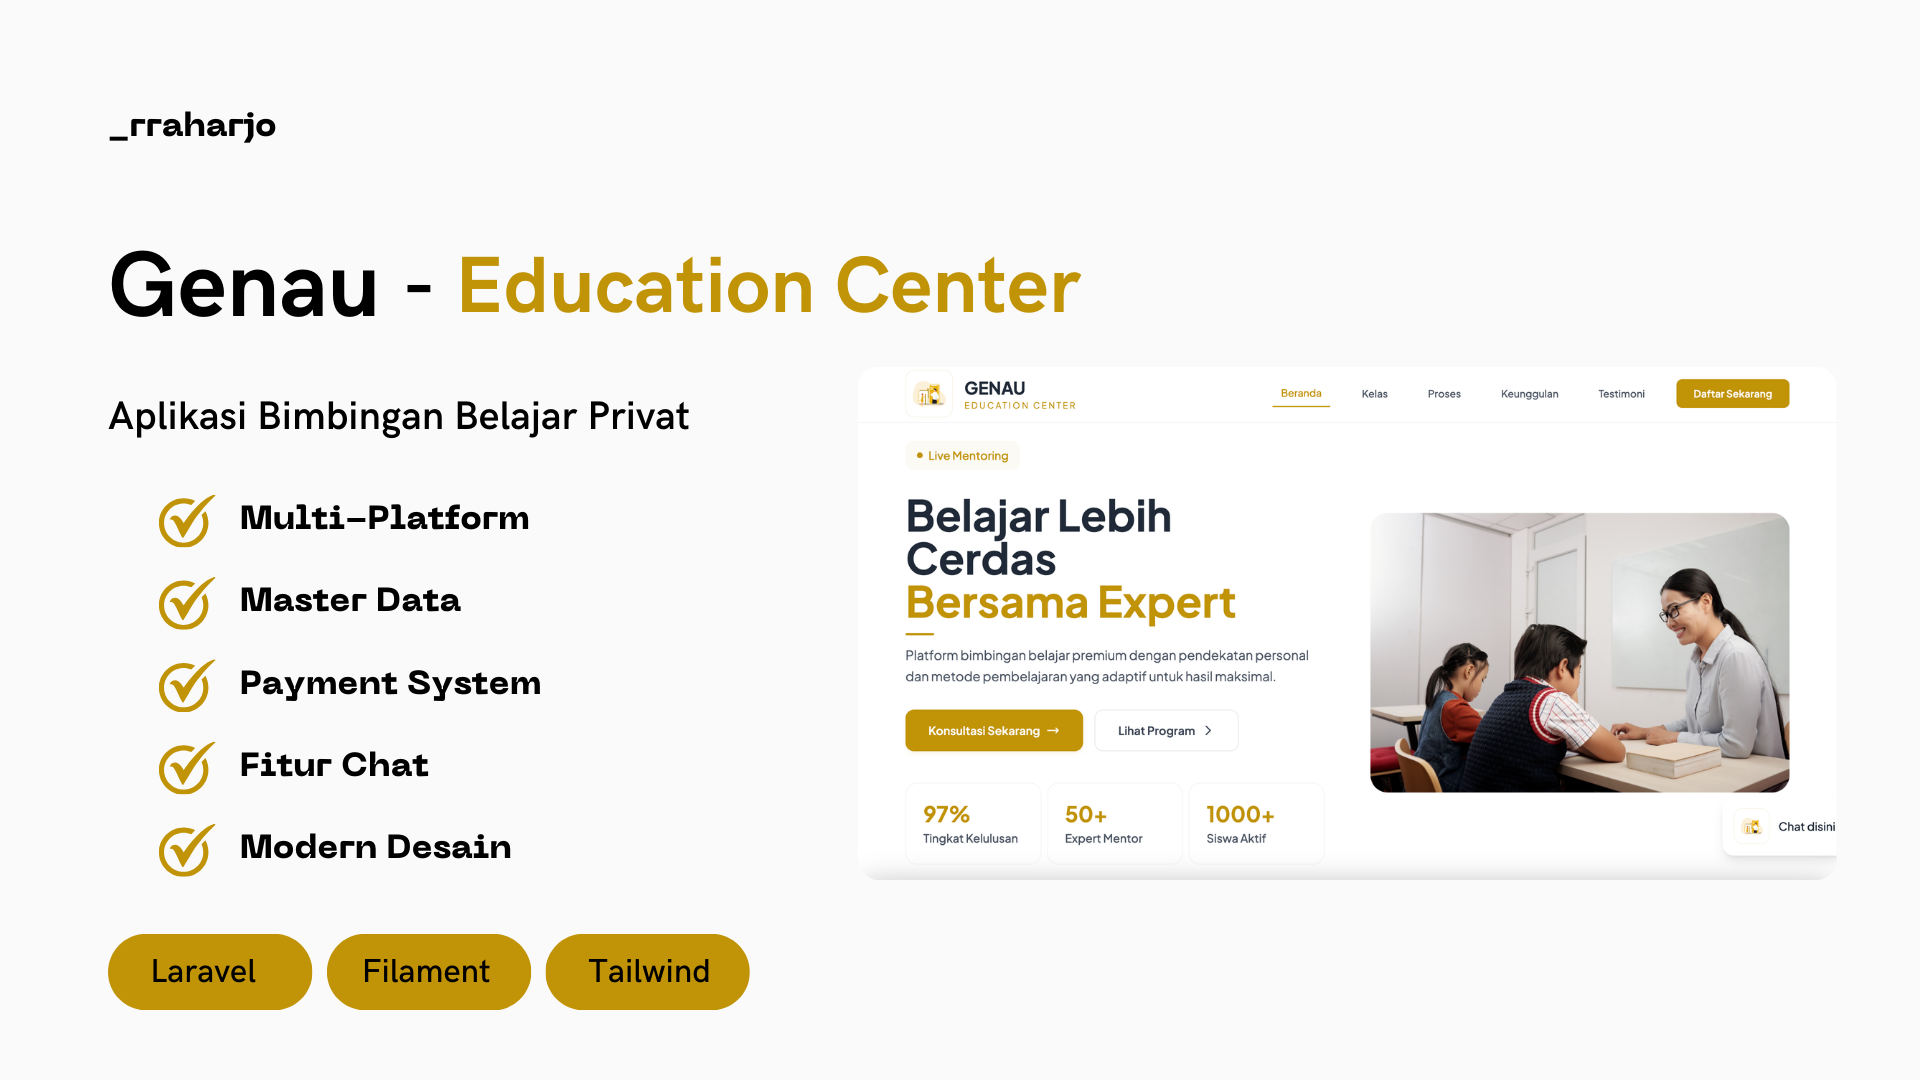 _rraharjo
Genau - Education Center
Aplikasi Bimbingan Belajar Privat
Multi-Platform
Master Data
Payment System
Fitur Chat
Modern Desain
Laravel
Filament
Tailwind
GENAU
EDUCATION CENTER
Beranda
Kelas
Proses
Keunggulan
Testimoni
Daftar Sekarang
Live Mentoring
Belajar Lebih
Cerdas
Bersama Expert
Platform bimbingan belajar premium dengan pendekatan personal
dan metode pembelajaran yang adaptif untuk hasil maksimal.
Konsultasi Sekarang →
Lihat Program >
97%
Tingkat Kelulusan
50+
Expert Mentor
1000+
Siswa Aktif
Chat disini